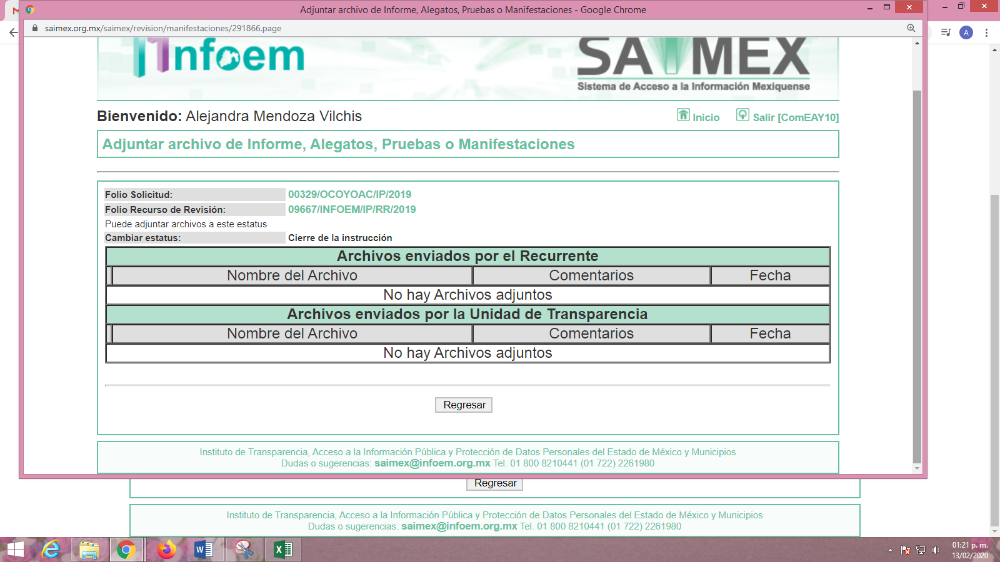 Adjuntar archivo de Informe, Alegatos, Pruebas o Manifestaciones - Google Chrome
saimex.org.mx/saimex/revision/manifestaciones/291866.page
A
infoem
SAIMEX
Sistema de Acceso a la Información Mexiquense
Bienvenido: Alejandra Mendoza Vilchis
Inicio Salir [ComEAY10]
Adjuntar archivo de Informe, Alegatos, Pruebas o Manifestaciones
Folio Solicitud: 00329/OCOYOAC/IP/2019
Folio Recurso de Revisión: 09667/INFOEM/IP/RR/2019
Puede adjuntar archivos a este estatus
Cambiar estatus: Cierre de la instrucción
Archivos enviados por el Recurrente
Nombre del Archivo Comentarios Fecha
No hay Archivos adjuntos
Archivos enviados por la Unidad de Transparencia
Nombre del Archivo Comentarios Fecha
No hay Archivos adjuntos
Regresar
Instituto de Transparencia, Acceso a la Información Pública y Protección de Datos Personales del Estado de México y Municipios
Dudas o sugerencias: saimex@infoem.org.mx Tel. 01 800 8210441 (01 722) 2261980
Regresar
Instituto de Transparencia, Acceso a la Información Pública y Protección de Datos Personales del Estado de México y Municipios
Dudas o sugerencias: saimex@infoem.org.mx Tel. 01 800 8210441 (01 722) 2261980
01:21 p. m.
13/02/2020